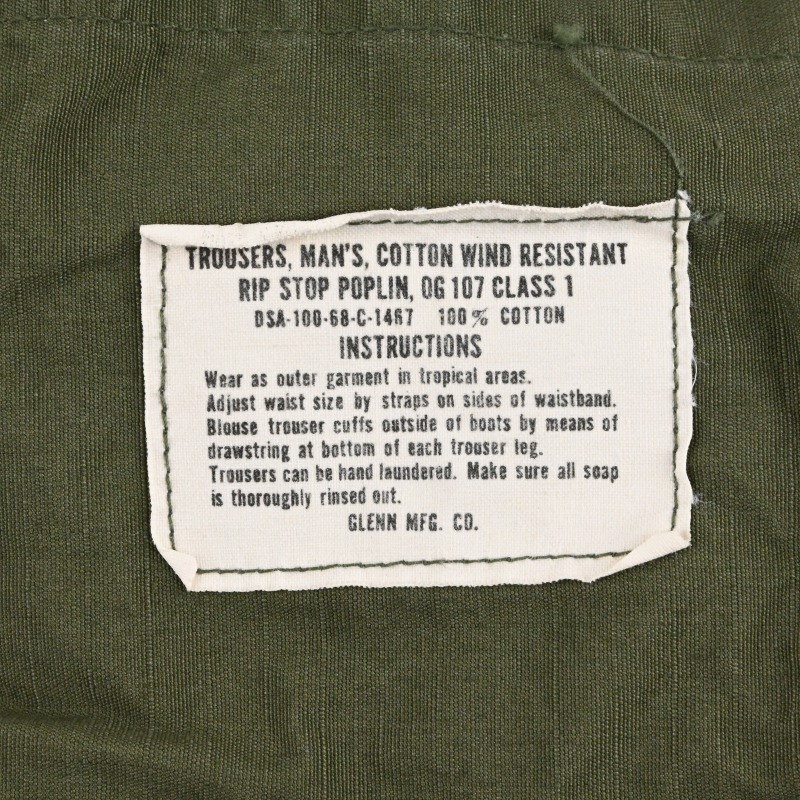 TROUSERS, MAN'S, COTTON WIND RESISTANT
RIP STOP POPLIN, OG 107 CLASS 1
DSA-100-68-C-1467 100% COTTON
INSTRUCTIONS
Wear as outer garment in tropical areas.
Adjust waist size by straps on sides of waistband.
Blouse trouser cuffs outside of boots by means of
drawstring at bottom of each trouser leg.
Trousers can be hand laundered. Make sure all soap
is thoroughly rinsed out.
GLENN MFG. CO.